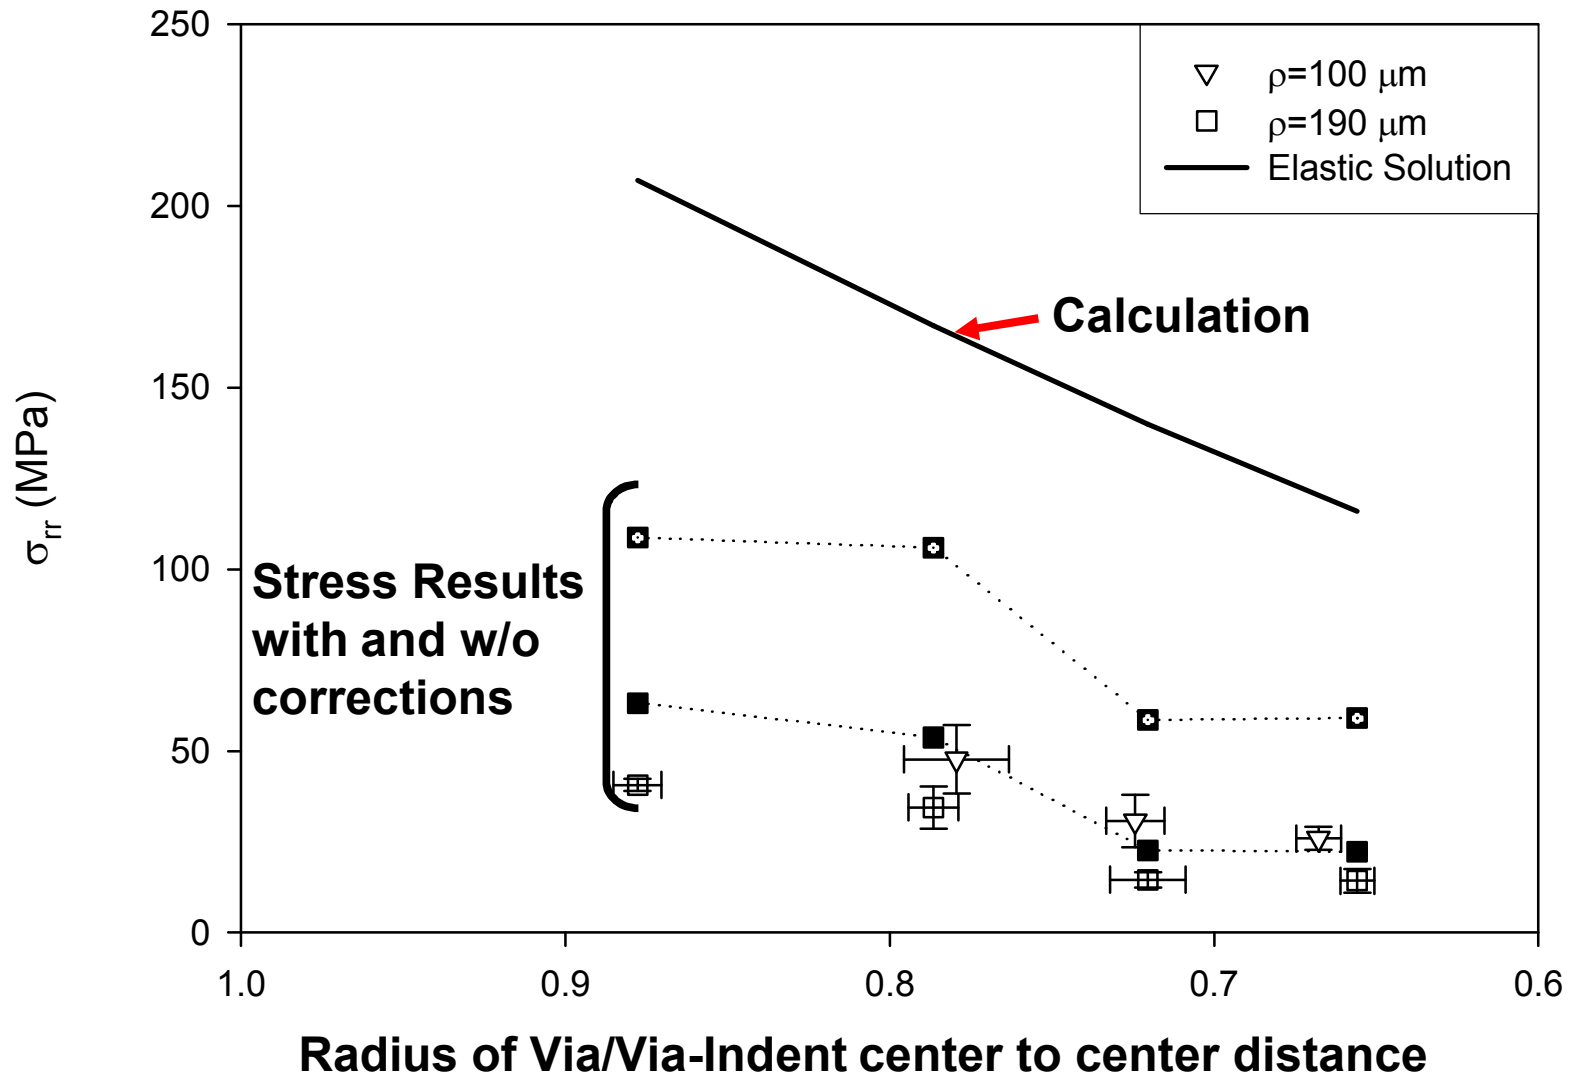 250
200
150
100
50
0
σrr (MPa)
ρ=100 μm
ρ=190 μm
Elastic Solution
Calculation
Stress Results
with and w/o
corrections
1.0 0.9 0.8 0.7 0.6
Radius of Via/Via-Indent center to center distance